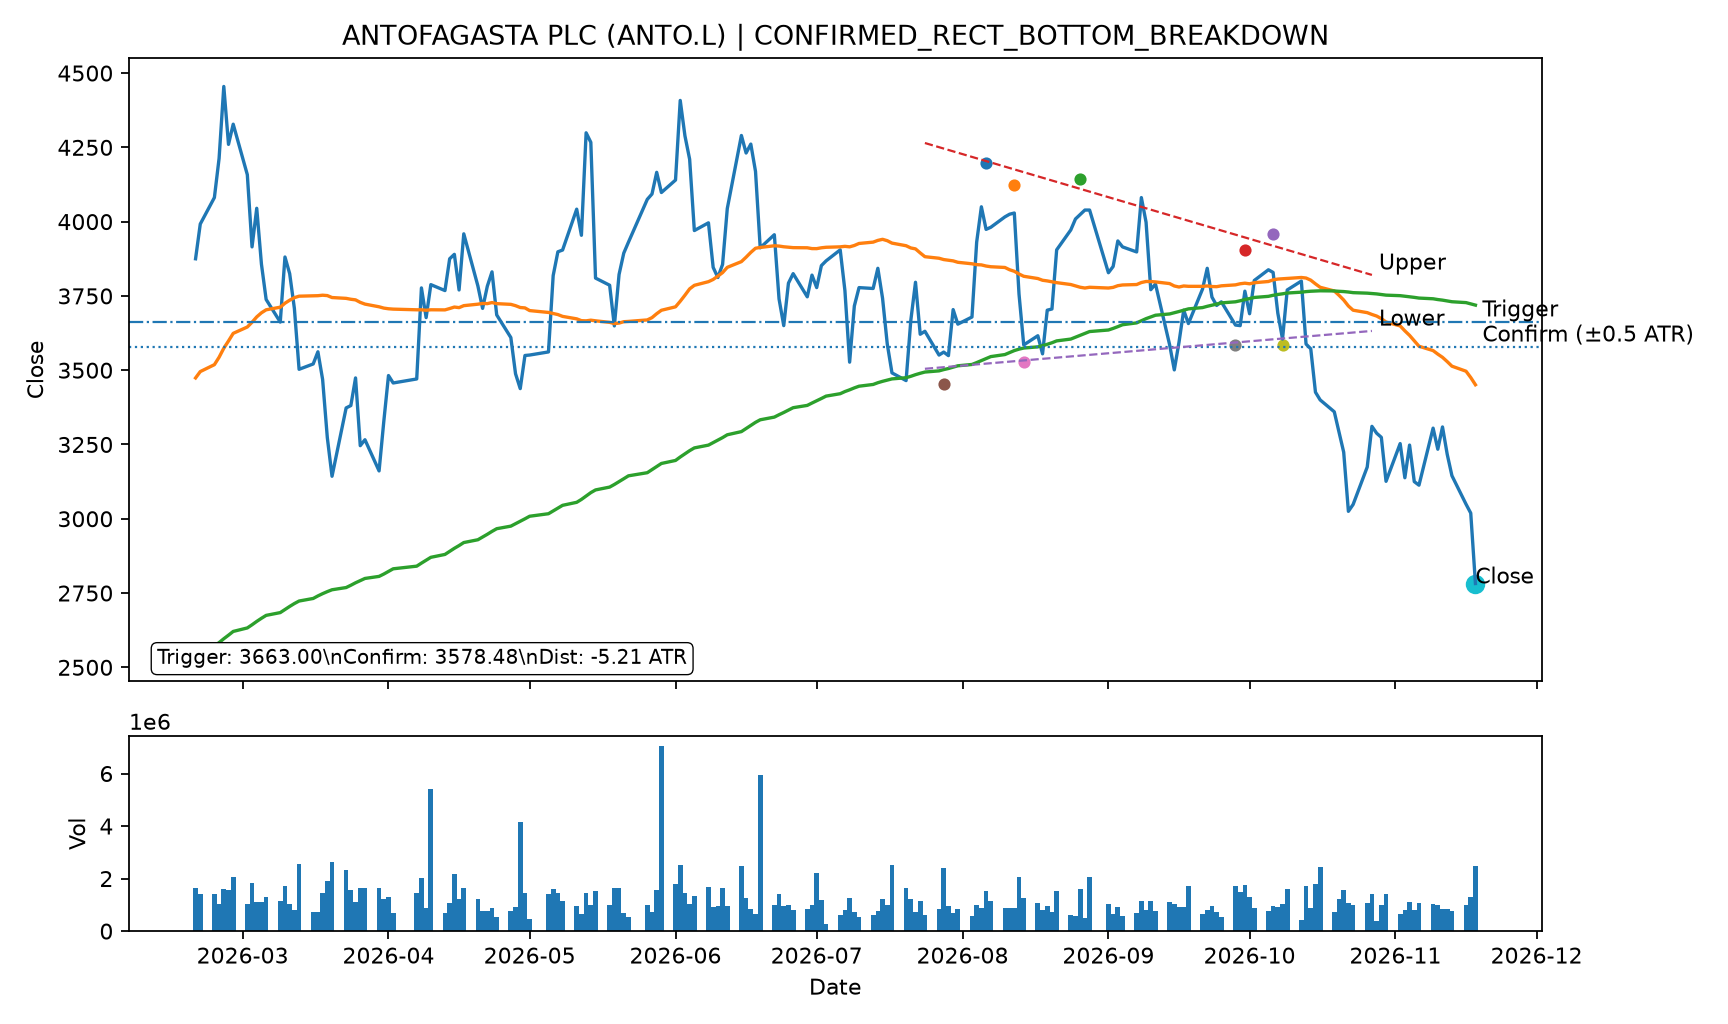 ANTOFAGASTA PLC (ANTO.L) | CONFIRMED_RECT_BOTTOM_BREAKDOWN
Close
4500
4250
4000
3750
3500
3250
3000
2750
2500
Upper
Trigger
Lower
Confirm (±0.5 ATR)
Close
Trigger: 3663.00\nConfirm: 3578.48\nDist: -5.21 ATR
1e6
Vol
6
4
2
0
2026-03 2026-04 2026-05 2026-06 2026-07 2026-08 2026-09 2026-10 2026-11 2026-12
Date